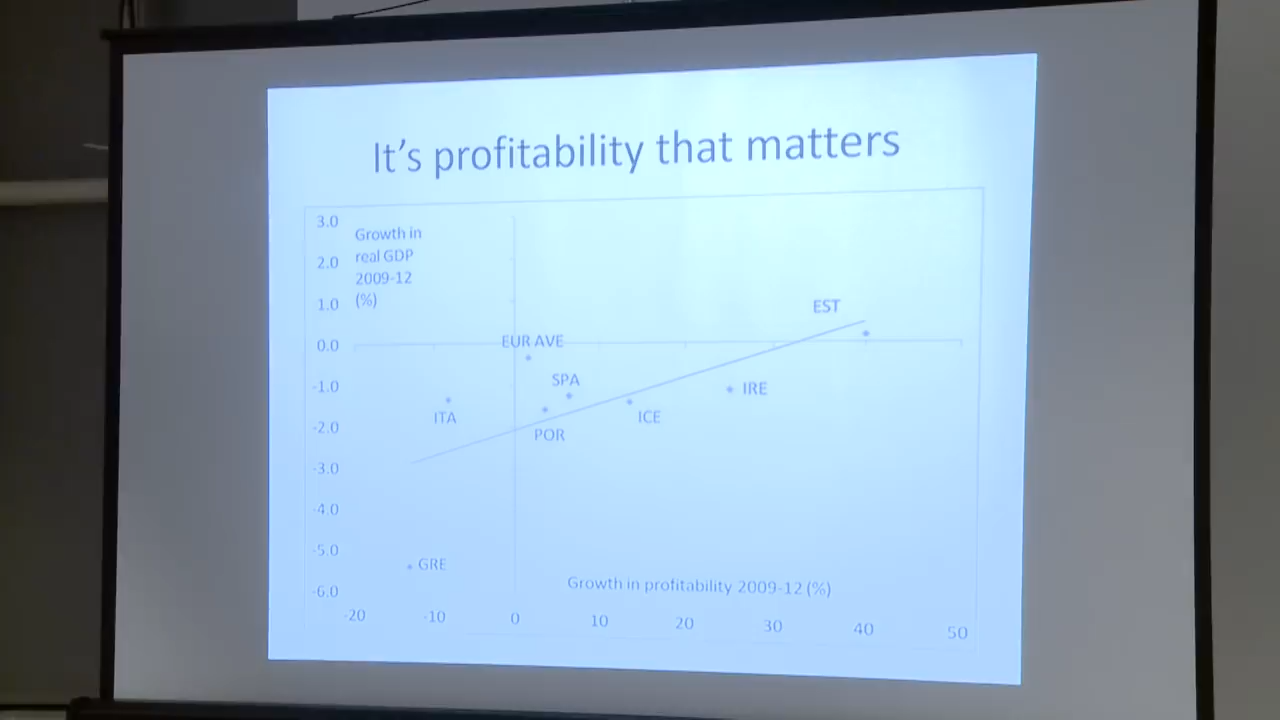 It's profitability that matters
3.0
Growth in
real GDP
2009-12
(%)
2.0
1.0
0.0
-1.0
-2.0
-3.0
-4.0
-5.0
-6.0
EST
EUR AVE
SPA
IRE
ITA
ICE
POR
GRE
Growth in profitability 2009-12 (%)
-20 -10 0 10 20 30 40 50